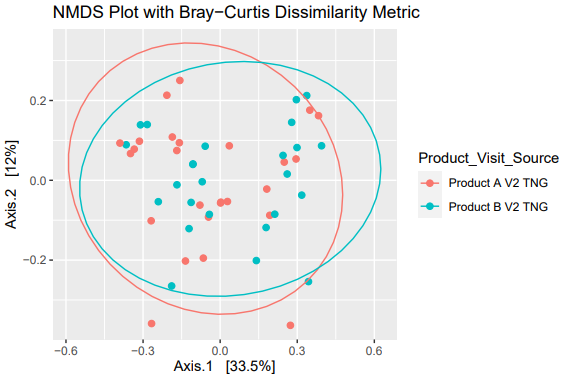 NMDS Plot with Bray−Curtis Dissimilarity Metric
Axis.2 [12%]
0.2
0.0
−0.2
−0.6
−0.3
0.0
0.3
0.6
Axis.1 [33.5%]
Product_Visit_Source
Product A V2 TNG
Product B V2 TNG